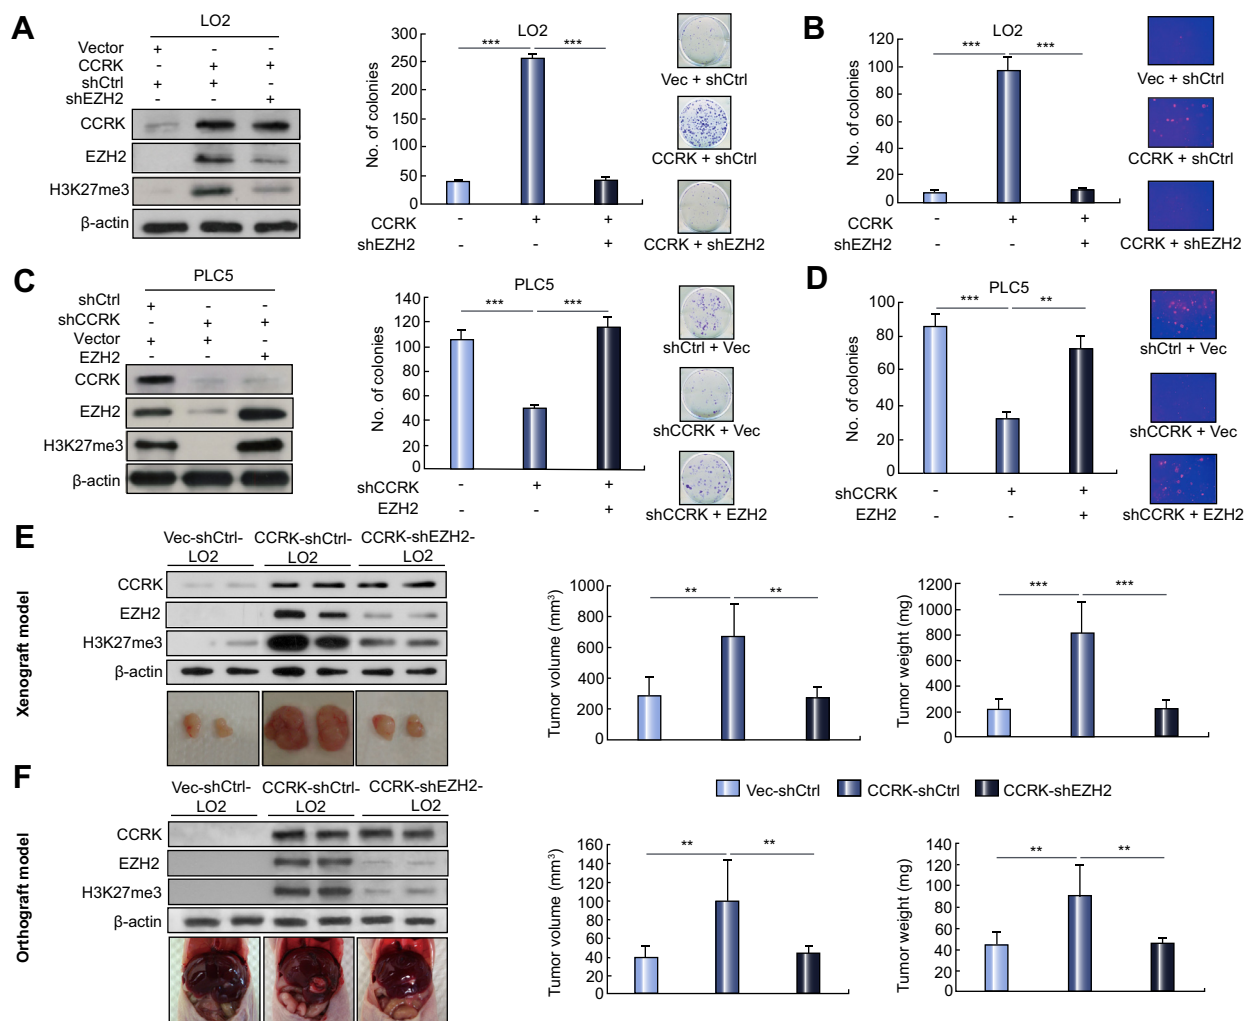 A
LO2
Vector + - -
CCRK - + +
shCtrl + + -
shEZH2 - - +
CCRK
EZH2
H3K27me3
β-actin
LO2
No. of colonies
300
250
200
150
100
50
0
*** ***
CCRK - + +
shEZH2 - - +
Vec + shCtrl
CCRK + shCtrl
CCRK + shEZH2
B
LO2
No. of colonies
120
100
80
60
40
20
0
*** ***
CCRK - + +
shEZH2 - - +
Vec + shCtrl
CCRK + shCtrl
CCRK + shEZH2
C
PLC5
shCtrl + - -
shCCRK - + +
Vector + + -
EZH2 - - +
CCRK
EZH2
H3K27me3
β-actin
PLC5
No. of colonies
140
120
100
80
60
40
20
0
*** ***
shCCRK - + +
EZH2 - - +
shCtrl + Vec
shCCRK + Vec
shCCRK + EZH2
D
PLC5
No. of colonies
100
80
60
40
20
0
*** **
shCCRK - + +
EZH2 - - +
shCtrl + Vec
shCCRK + Vec
shCCRK + EZH2
E
Xenograft model
Vec-shCtrl-
LO2
CCRK-shCtrl-
LO2
CCRK-shEZH2-
LO2
CCRK
EZH2
H3K27me3
β-actin
Tumor volume (mm³)
1000
800
600
400
200
0
** **
Tumor weight (mg)
1200
1000
800
600
400
200
0
*** ***
Vec-shCtrl CCRK-shCtrl CCRK-shEZH2
F
Orthograft model
Vec-shCtrl-
LO2
CCRK-shCtrl-
LO2
CCRK-shEZH2-
LO2
CCRK
EZH2
H3K27me3
β-actin
Tumor volume (mm³)
160
140
120
100
80
60
40
20
0
** **
Tumor weight (mg)
140
120
100
80
60
40
20
0
** **